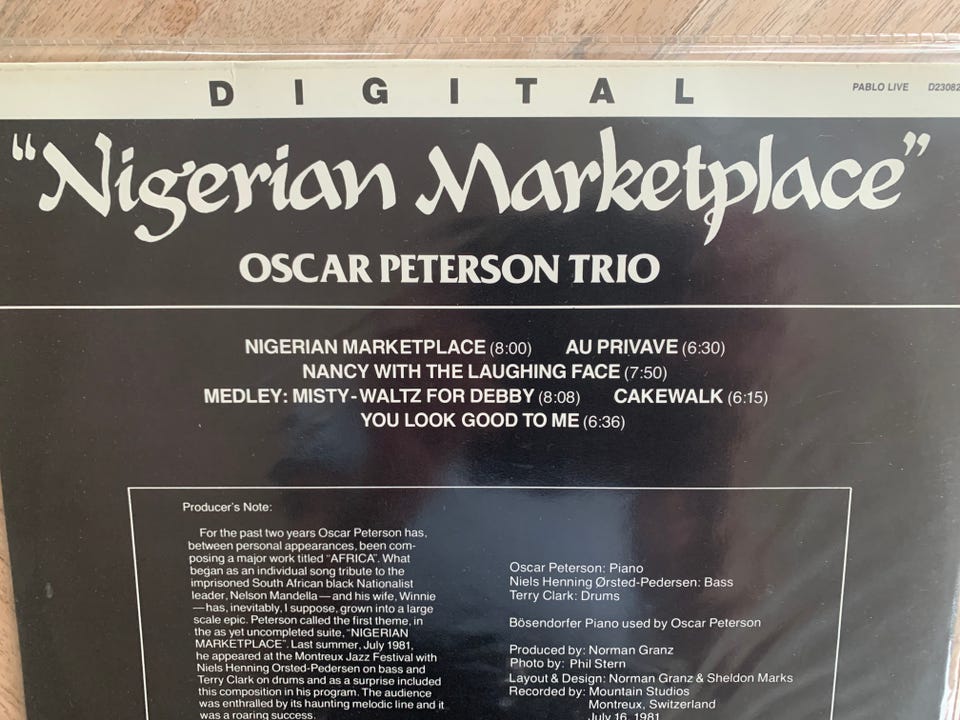 DIGITAL
PABLO LIVE D23082
“Nigerian Marketplace”
OSCAR PETERSON TRIO
NIGERIAN MARKETPLACE (8:00) AU PRIVAVE (6:30)
NANCY WITH THE LAUGHING FACE (7:50)
MEDLEY: MISTY-WALTZ FOR DEBBY (8:08) CAKEWALK (6:15)
YOU LOOK GOOD TO ME (6:36)
Producer's Note:
For the past two years Oscar Peterson has,
between personal appearances, been com-
posing a major work titled “AFRICA”. What
began as an individual song tribute to the
imprisoned South African black Nationalist
leader, Nelson Mandella—and his wife, Winnie
—has, inevitably, I suppose, grown into a large
scale epic. Peterson called the first theme, in
the as yet uncompleted suite, “NIGERIAN
MARKETPLACE”. Last summer, July 1981,
he appeared at the Montreux Jazz Festival with
Niels Henning Orsted-Pedersen on bass and
Terry Clark on drums and as a surprise included
this composition in his program. The audience
was enthralled by its haunting melodic line and it
was a roaring success.
Oscar Peterson: Piano
Niels Henning Ørsted-Pedersen: Bass
Terry Clark: Drums
Bösendorfer Piano used by Oscar Peterson
Produced by: Norman Granz
Photo by: Phil Stern
Layout & Design: Norman Granz & Sheldon Marks
Recorded by: Mountain Studios
Montreux, Switzerland
July 16, 1981